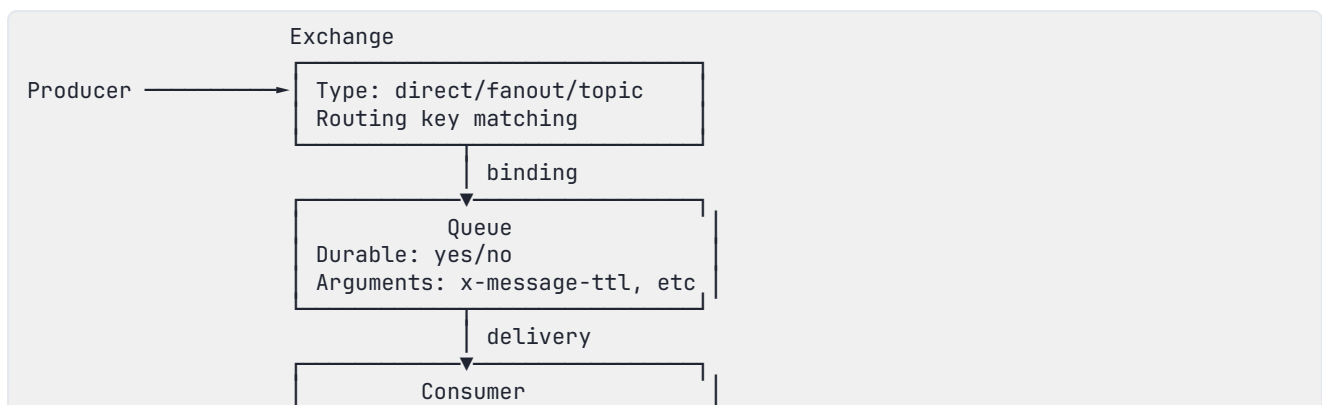 Exchange
Producer Type: direct/fanout/topic
Routing key matching
binding
Queue
Durable: yes/no
Arguments: x-message-ttl, etc
delivery
Consumer